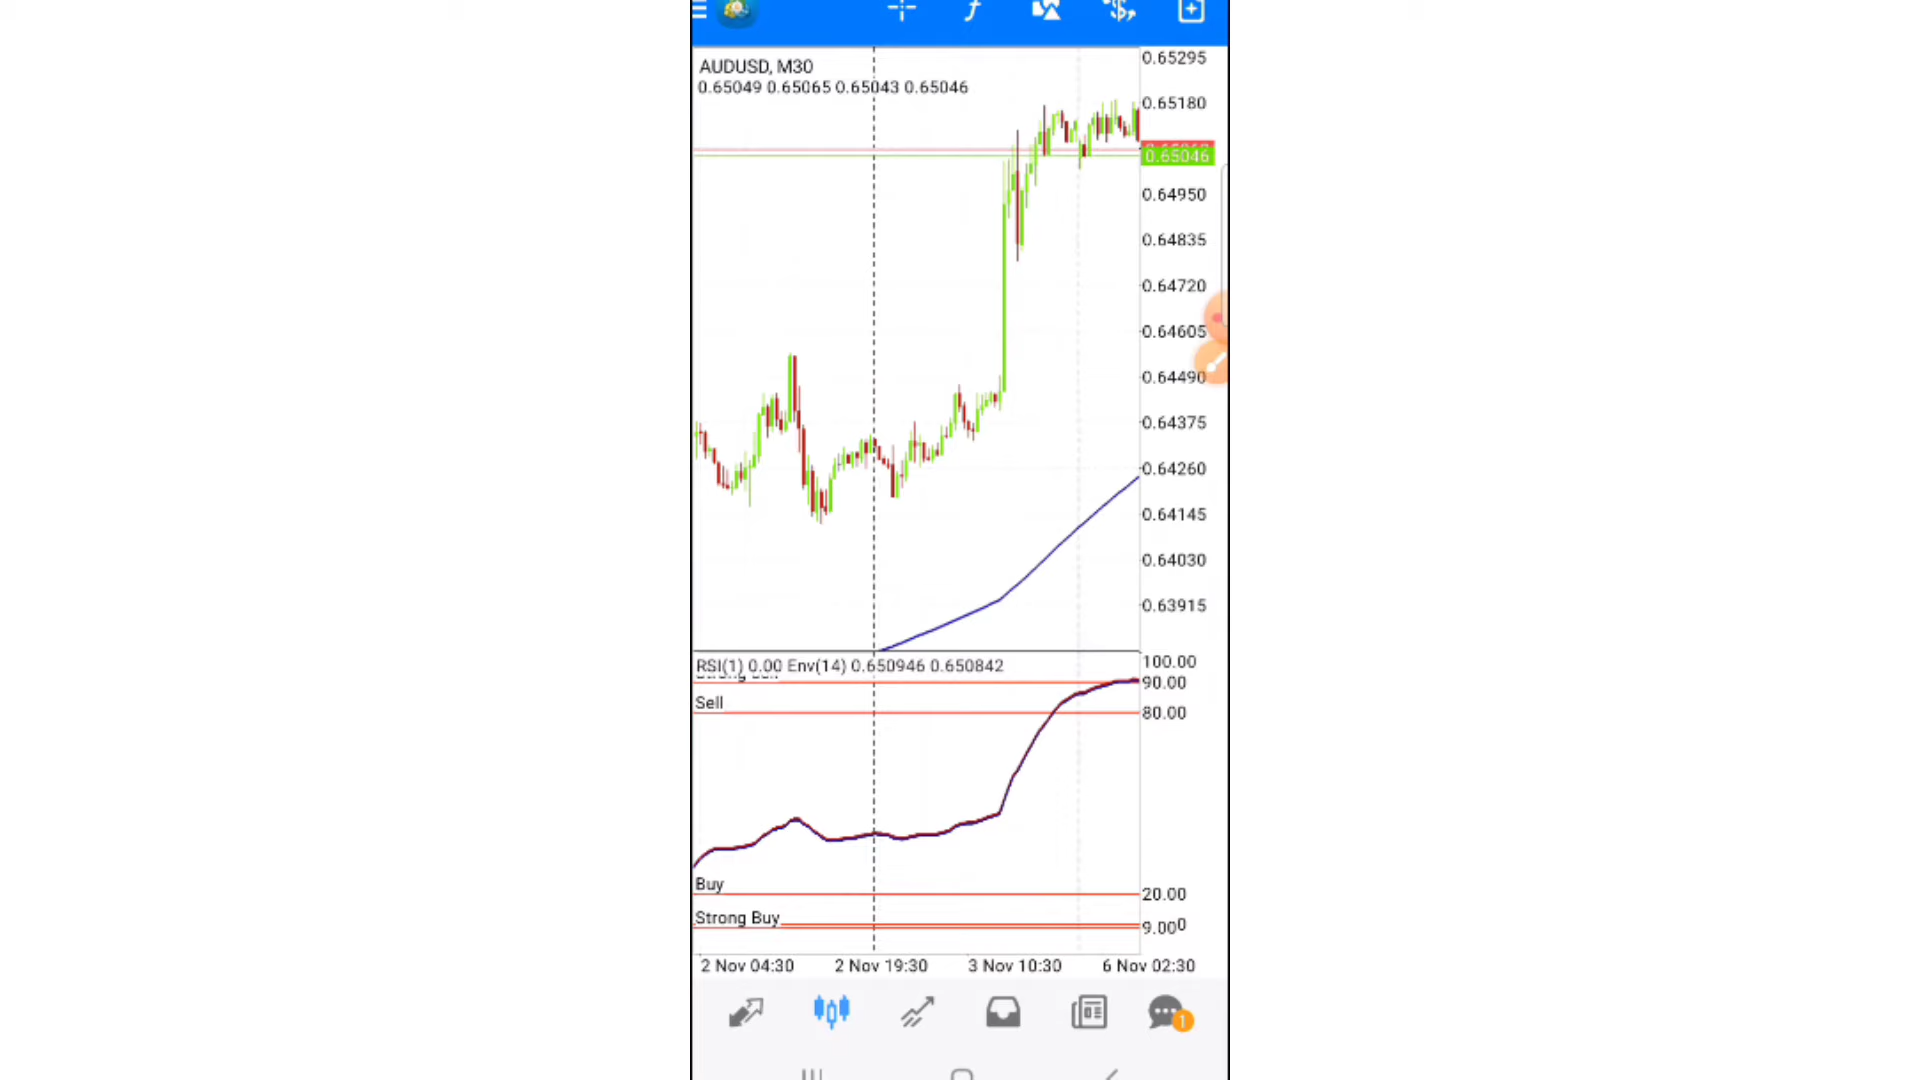 AUDUSD, M30
0.65049 0.65065 0.65043 0.65046
0.65295
0.65180
0.65046
0.64950
0.64835
0.64720
0.64605
0.64490
0.64375
0.64260
0.64145
0.64030
0.63915
RSI(1) 0.00 Env(14) 0.650946 0.650842
100.00
90.00
Sell
80.00
Buy
20.00
Strong Buy
9.00
2 Nov 04:30 2 Nov 19:30 3 Nov 10:30 6 Nov 02:30
1